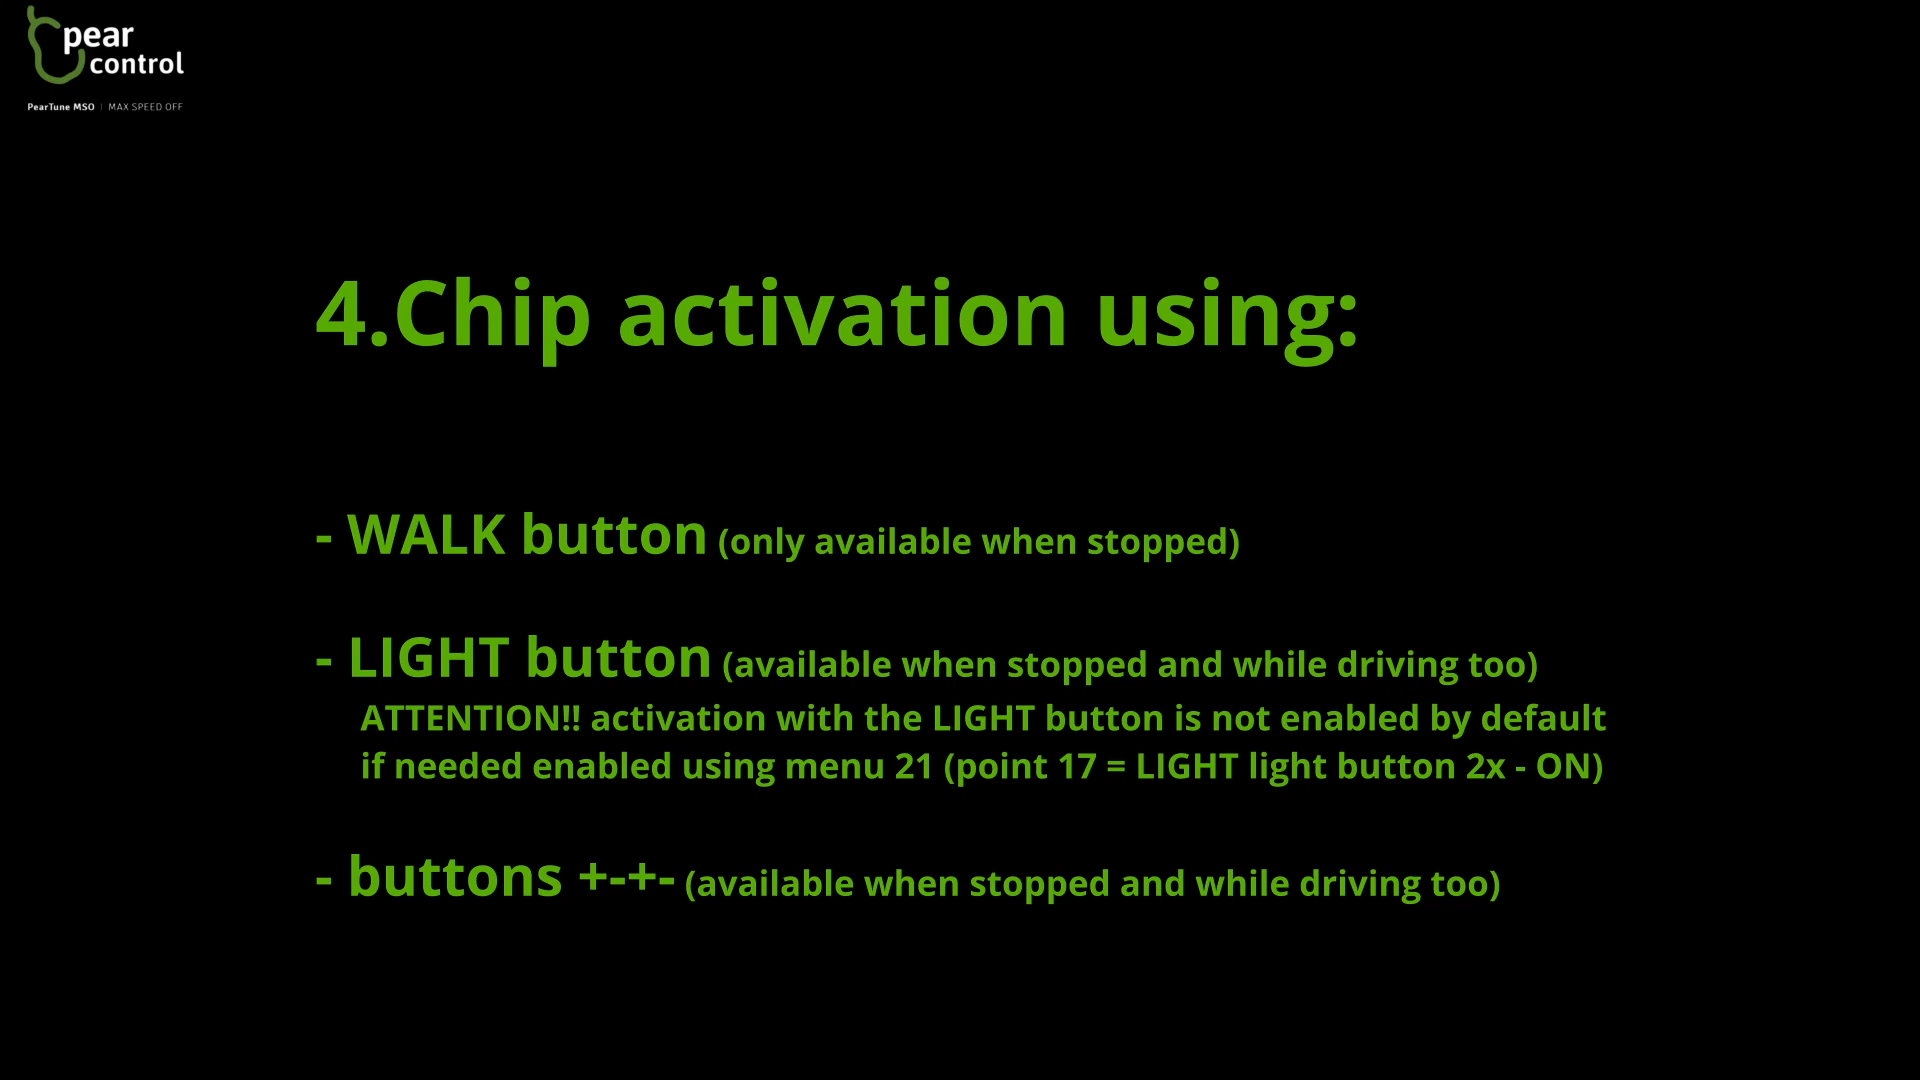 pear
control
PearTune MSO | MAX SPEED OFF
4.Chip activation using:
- WALK button (only available when stopped)
- LIGHT button (available when stopped and while driving too)
ATTENTION!! activation with the LIGHT button is not enabled by default
if needed enabled using menu 21 (point 17 = LIGHT light button 2x - ON)
- buttons +-+- (available when stopped and while driving too)